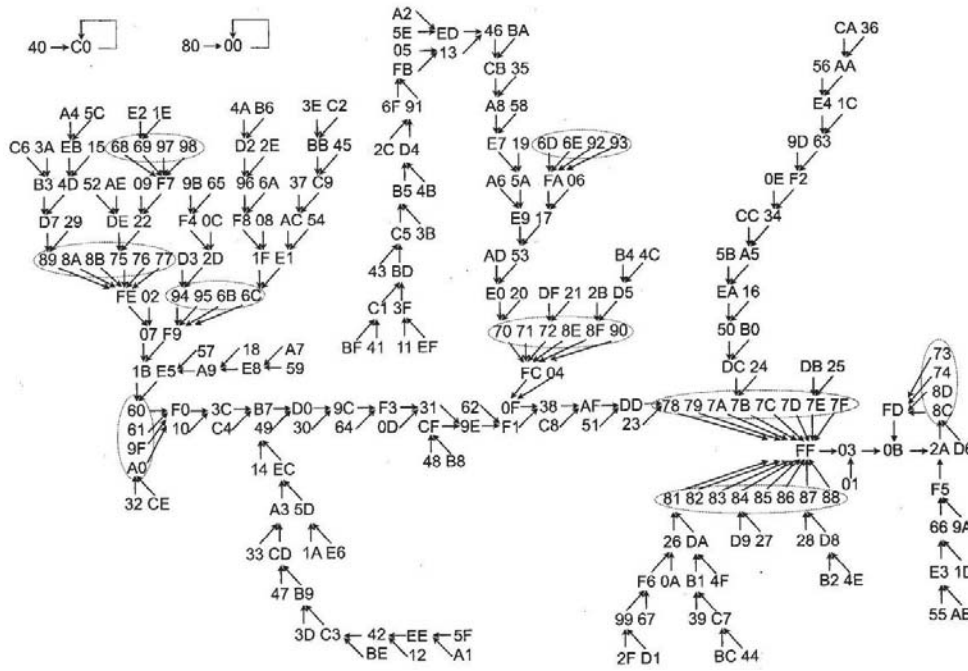 A2
5E ED 46 BA
05 13
FB
40 C0 80 00
CA 36
56 AA
E4 1C
9D 63
0E F2
CC 34
5B A5
EA 16
50 B0
DC 24 DB 25
CB 35
A8 58
E7 19 6D 6E 92 93
A6 5A FA 06
E9 17
AD 53 B4 4C
E0 20 DF 21 2B D5
70 71 72 8E 8F 90
FC 04
6F 91
2C D4
B5 4B
C5 3B
43 BD
C1 3F
BF 41 11 EF
A4 5C E2 1E 4A B6 3E C2
C6 3A EB 15 68 69 97 98 D2 2E BB 45
B3 4D 52 AE 09 F7 9B 65 96 6A 37 C9
D7 29 DE 22 F4 0C F8 08 AC 54
89 8A 8B 75 76 77 D3 2D 1F E1
FE 02 94 95 6B 6C
07 F9
57 18 A7
1B E5 A9 E8 59
60 F0 3C B7 D0 9C F3 31 62 0F 38 AF DD 78 79 7A 7B 7C 7D 7E 7F
61 10 C4 49 30 64 0D CF 9E F1 C8 51 23
9F
A0
48 B8
32 CE
14 EC
A3 5D
33 CD 1A E6
47 B9
3D C3 42 EE 5F
BE 12 A1
73
74
FD 8D
8C
FF 03 0B 2A D6
01
81 82 83 84 85 86 87 88
26 DA D9 27 28 D8
F6 0A B1 4F B2 4E
99 67 39 C7
2F D1 BC 44
F5
66 9A
E3 1D
55 AB